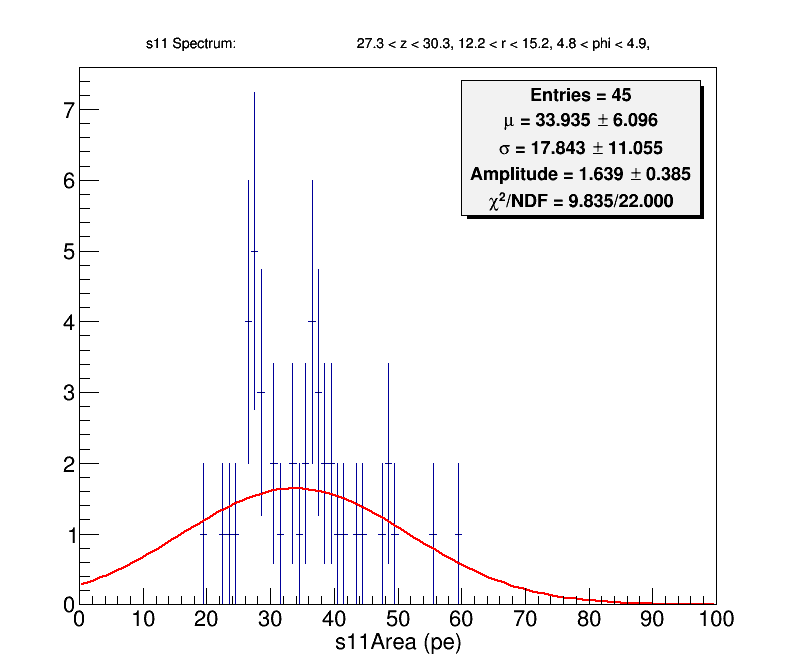 s11 Spectrum: 27.3 < z < 30.3, 12.2 < r < 15.2, 4.8 < phi < 4.9,
Entries = 45
μ = 33.935 ± 6.096
σ = 17.843 ± 11.055
Amplitude = 1.639 ± 0.385
χ²/NDF = 9.835/22.000
7
6
5
4
3
2
1
0
0 10 20 30 40 50 60 70 80 90 100
s11Area (pe)